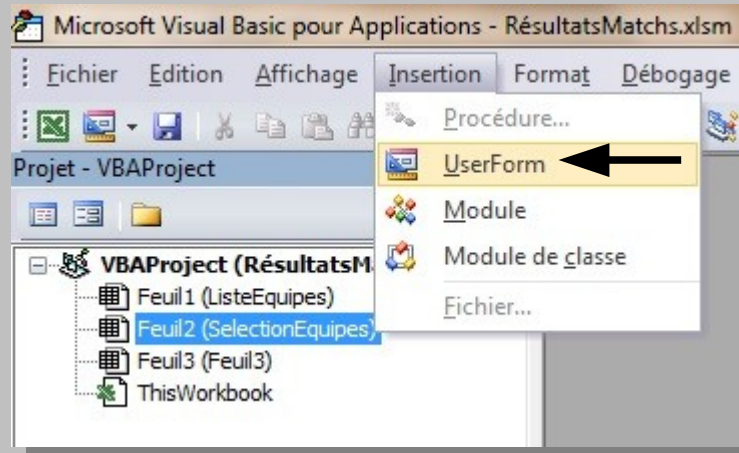 Microsoft Visual Basic pour Applications - RésultatsMatchs.xlsm
Fichier Edition Affichage Insertion Format Débogage
Procédure...
UserForm
Module
Module de classe
Fichier...
Projet - VBAProject
VBAProject (RésultatsM
Feuil1 (ListeEquipes)
Feuil2 (SelectionEquipes)
Feuil3 (Feuil3)
ThisWorkbook